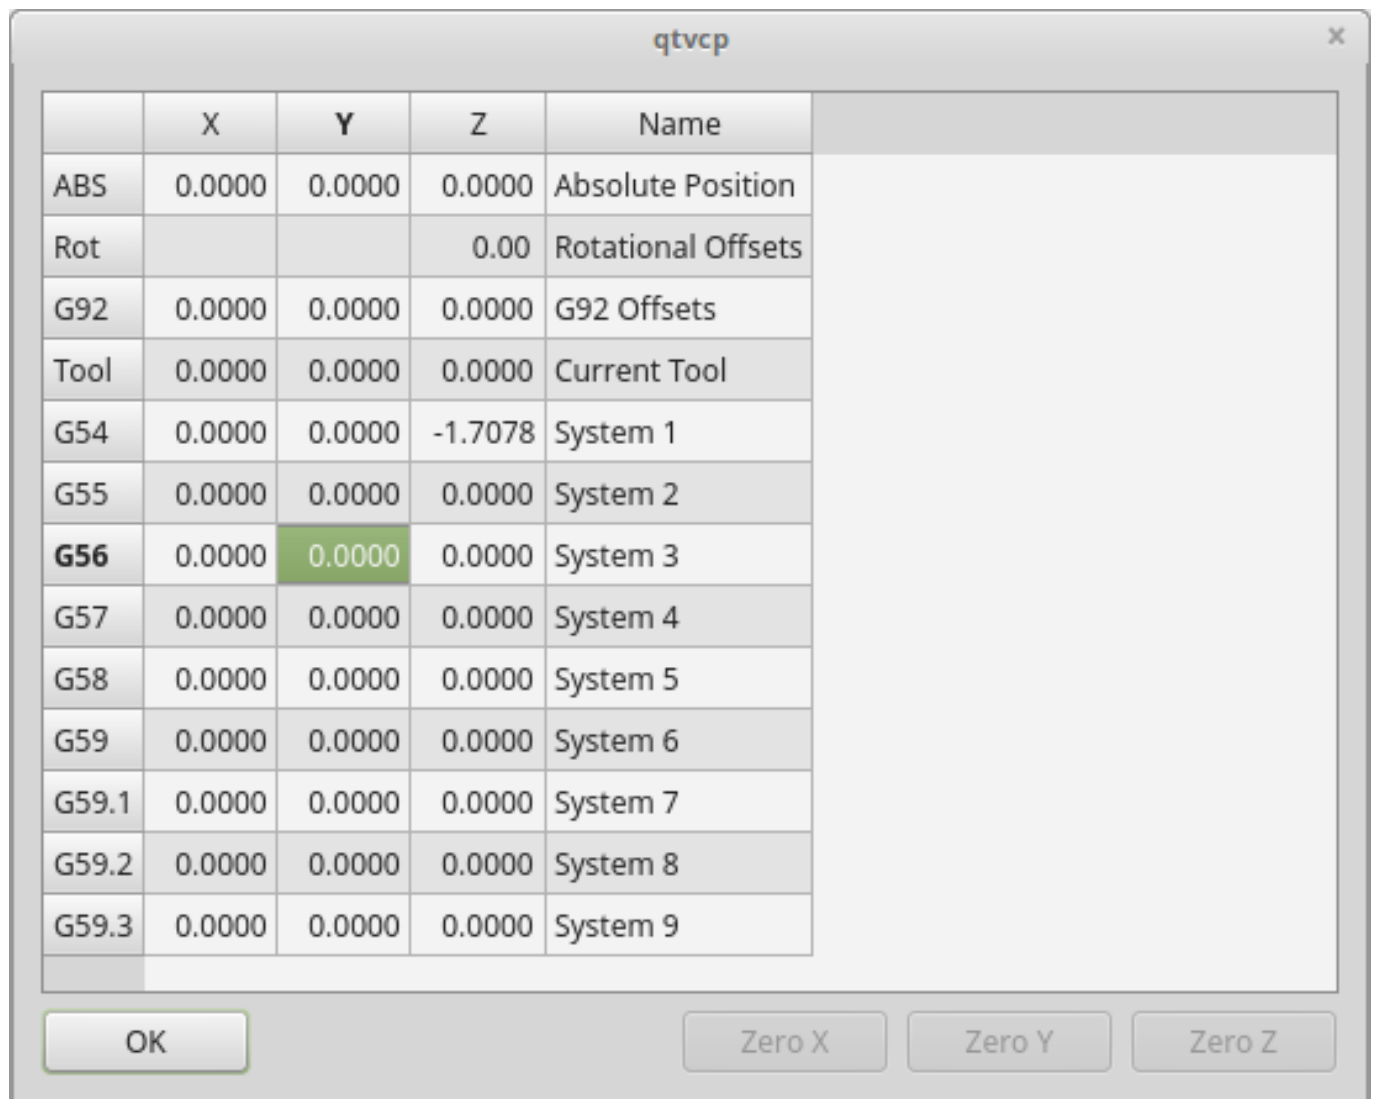 qtvcp ×
X Y Z Name
ABS 0.0000 0.0000 0.0000 Absolute Position
Rot 0.00 Rotational Offsets
G92 0.0000 0.0000 0.0000 G92 Offsets
Tool 0.0000 0.0000 0.0000 Current Tool
G54 0.0000 0.0000 -1.7078 System 1
G55 0.0000 0.0000 0.0000 System 2
G56 0.0000 0.0000 0.0000 System 3
G57 0.0000 0.0000 0.0000 System 4
G58 0.0000 0.0000 0.0000 System 5
G59 0.0000 0.0000 0.0000 System 6
G59.1 0.0000 0.0000 0.0000 System 7
G59.2 0.0000 0.0000 0.0000 System 8
G59.3 0.0000 0.0000 0.0000 System 9
OK Zero X Zero Y Zero Z